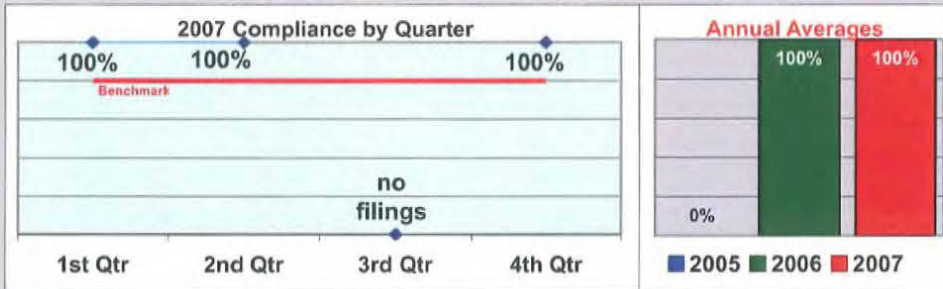 2007 Compliance by Quarter
100%
100%
100%
Benchmark
no
filings
1st Qtr
2nd Qtr
3rd Qtr
4th Qtr
Annual Averages
0%
100%
100%
2005
2006
2007